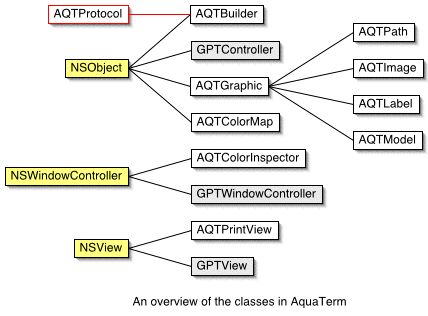 AQTProtocol
AQTBuilder
GPTController
AQTPath
NSObject
AQTImage
AQTGraphic
AQTLabel
AQTColorMap
AQTModel
AQTColorInspector
NSWindowController
GPTWindowController
AQTPrintView
NSView
GPTView
An overview of the classes in AquaTerm